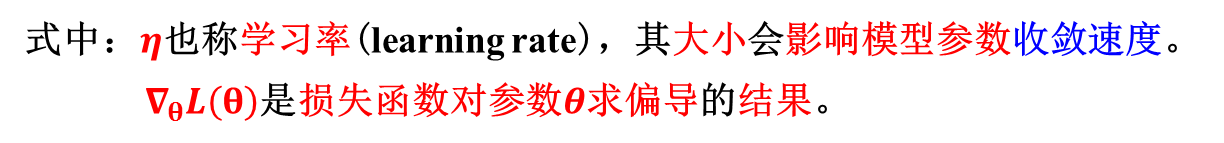 式中：η也称学习率(learning rate)，其大小会影响模型参数收敛速度。
∇θL(θ)是损失函数对参数θ求偏导的结果。